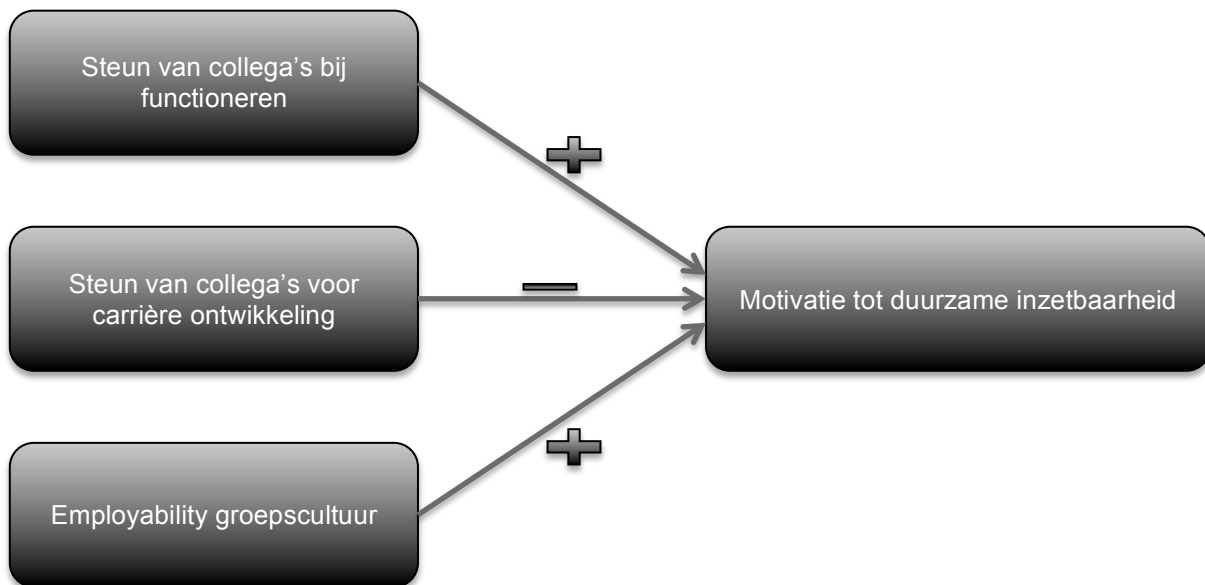 Steun van collega’s bij
functioneren
+
Steun van collega’s voor
carrière ontwikkeling
–
Motivatie tot duurzame inzetbaarheid
+
Employability groepscultuur